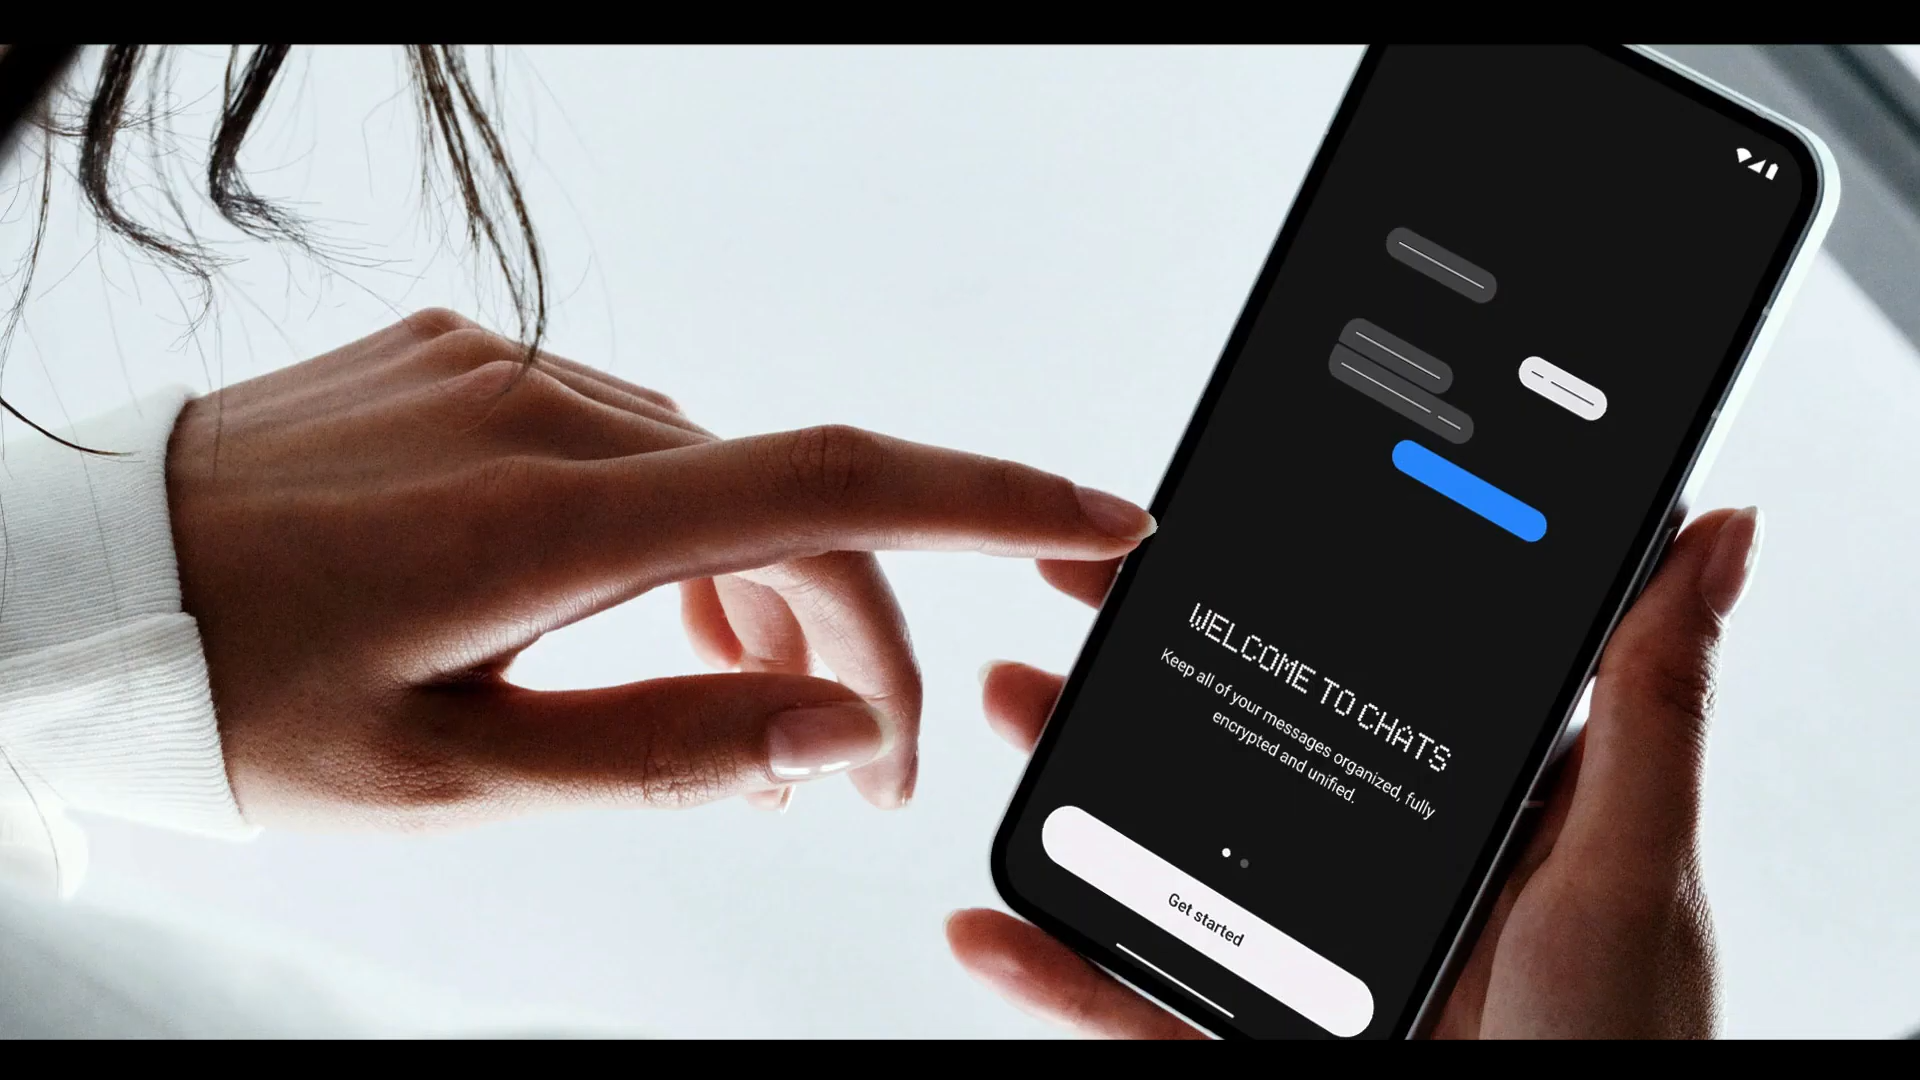 WELCOME TO CHATS
Keep all of your messages organized, fully
encrypted and unified.
Get started